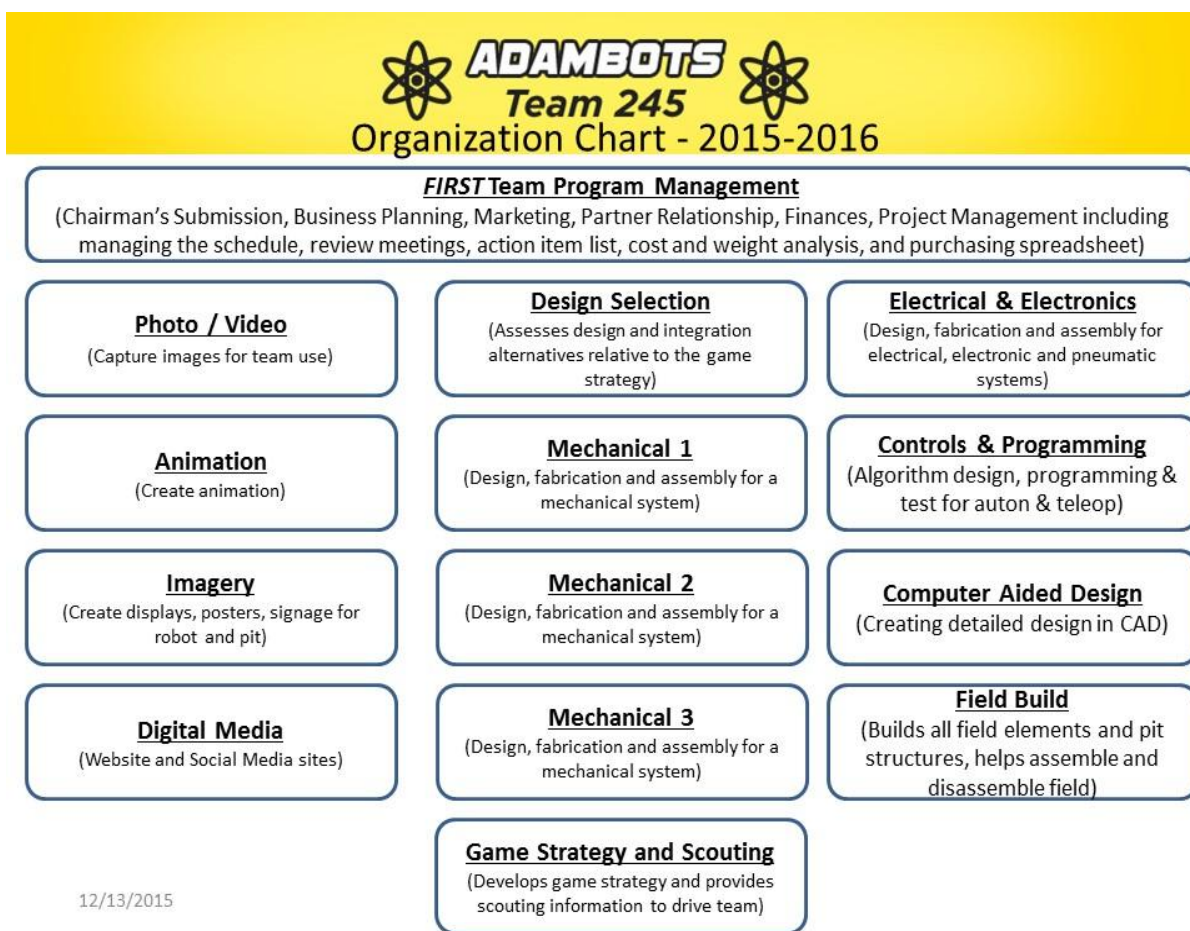 ADAMBOTS
Team 245
Organization Chart - 2015-2016
FIRST Team Program Management
(Chairman's Submission, Business Planning, Marketing, Partner Relationship, Finances, Project Management including
managing the schedule, review meetings, action item list, cost and weight analysis, and purchasing spreadsheet)
Photo / Video
(Capture images for team use)
Animation
(Create animation)
Imagery
(Create displays, posters, signage for
robot and pit)
Digital Media
(Website and Social Media sites)
Design Selection
(Assesses design and integration
alternatives relative to the game
strategy)
Mechanical 1
(Design, fabrication and assembly for a
mechanical system)
Mechanical 2
(Design, fabrication and assembly for a
mechanical system)
Mechanical 3
(Design, fabrication and assembly for a
mechanical system)
Game Strategy and Scouting
(Develops game strategy and provides
scouting information to drive team)
Electrical & Electronics
(Design, fabrication and assembly for
electrical, electronic and pneumatic
systems)
Controls & Programming
(Algorithm design, programming &
test for auton & teleop)
Computer Aided Design
(Creating detailed design in CAD)
Field Build
(Builds all field elements and pit
structures, helps assemble and
disassemble field)
12/13/2015